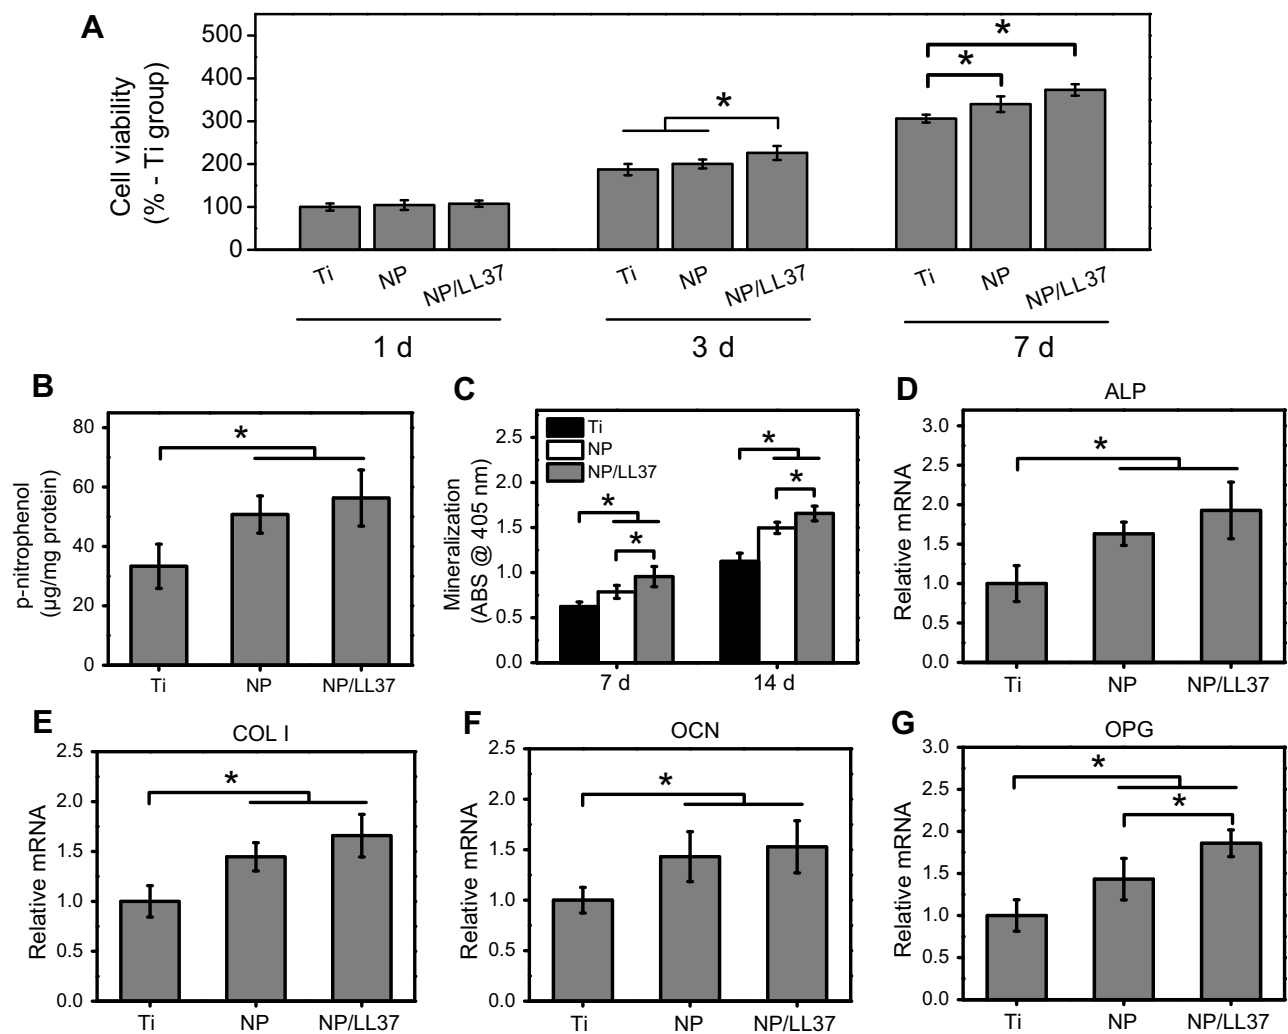 A
Cell viability
(% - Ti group)
500
400
300
200
100
0
*
*
*
Ti NP NP/LL37 Ti NP NP/LL37 Ti NP NP/LL37
1 d 3 d 7 d
B
p-nitrophenol
(μg/mg protein)
80
60
40
20
0
*
Ti NP NP/LL37
C
Mineralization
(ABS @ 405 nm)
2.5
2.0
1.5
1.0
0.5
0.0
Ti
NP
NP/LL37
*
*
*
*
7 d 14 d
D
ALP
Relative mRNA
3.0
2.5
2.0
1.5
1.0
0.5
0.0
*
Ti NP NP/LL37
E
COL I
Relative mRNA
2.5
2.0
1.5
1.0
0.5
0.0
*
Ti NP NP/LL37
F
OCN
Relative mRNA
2.5
2.0
1.5
1.0
0.5
0.0
*
Ti NP NP/LL37
G
OPG
Relative mRNA
3.0
2.5
2.0
1.5
1.0
0.5
0.0
*
*
Ti NP NP/LL37